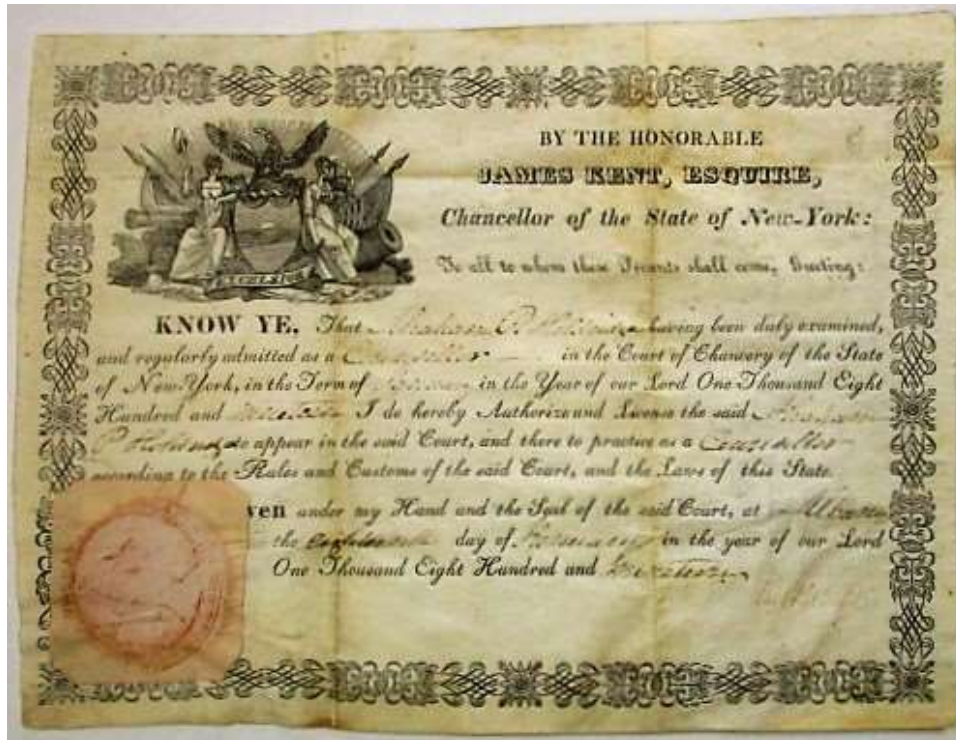 BY THE HONORABLE
JAMES KENT, ESQUIRE,
Chancellor of the State of New-York:
To all to whom these Presents shall come, Greeting:
EXCELSIOR
KNOW YE, That Abraham P. having been duly examined,
and regularly admitted as a Counsellor in the Court of Chancery of the State
of New-York, in the Term of in the Year of our Lord One Thousand Eight
Hundred and I do hereby Authorize and License the said Abraham
P. to appear in the said Court, and there to practice as a Counsellor
according to the Rules and Customs of the said Court, and the Laws of this State.
ven under my Hand and the Seal of the said Court, at Albany
the day of in the year of our Lord
One Thousand Eight Hundred and